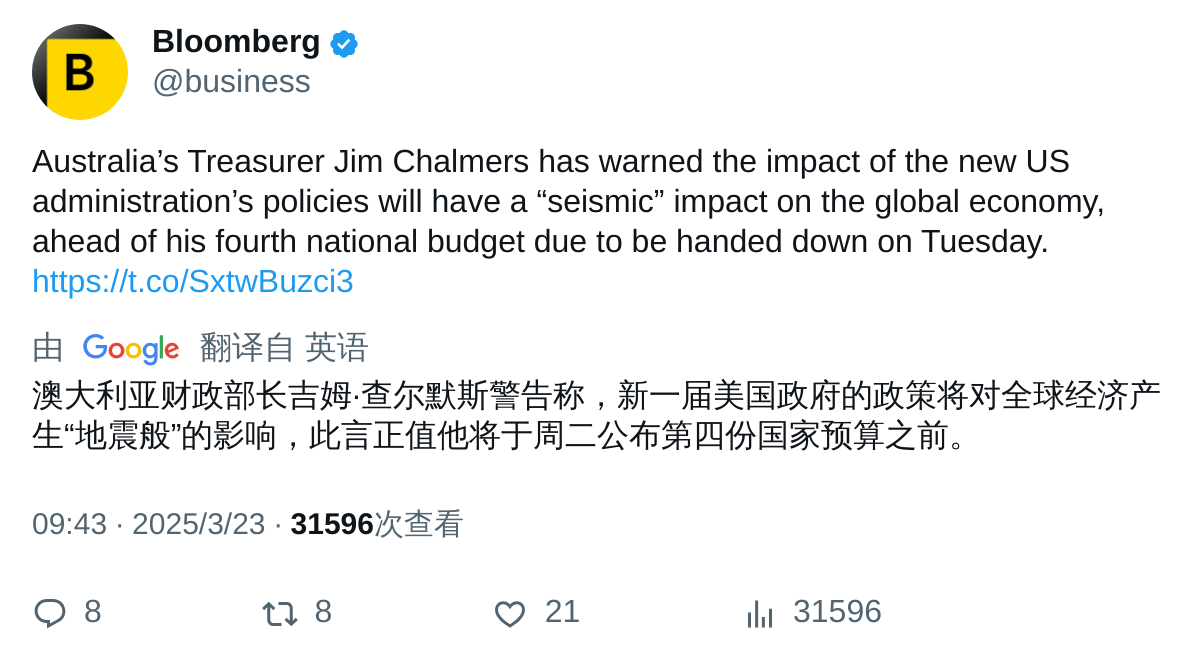 B
Bloomberg
@business
Australia’s Treasurer Jim Chalmers has warned the impact of the new US
administration’s policies will have a “seismic” impact on the global economy,
ahead of his fourth national budget due to be handed down on Tuesday.
https://t.co/SxtwBuzci3
由 Google 翻译自 英语
澳大利亚财政部长吉姆·查尔默斯警告称，新一届美国政府的政策将对全球经济产
生“地震般”的影响，此言正值他将于周二公布第四份国家预算之前。
09:43 · 2025/3/23 · 31596次查看
8 8 21 31596